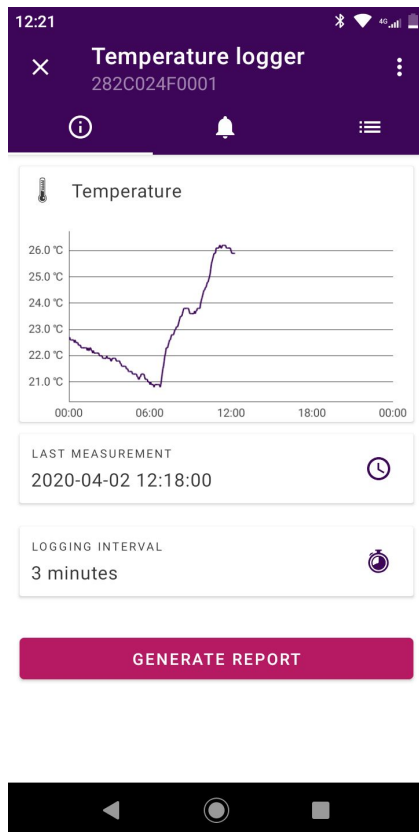 12:21
4G
Temperature logger
282C024F0001
Temperature
26.0 °C
25.0 °C
24.0 °C
23.0 °C
22.0 °C
21.0 °C
00:00 06:00 12:00 18:00 00:00
LAST MEASUREMENT
2020-04-02 12:18:00
LOGGING INTERVAL
3 minutes
GENERATE REPORT